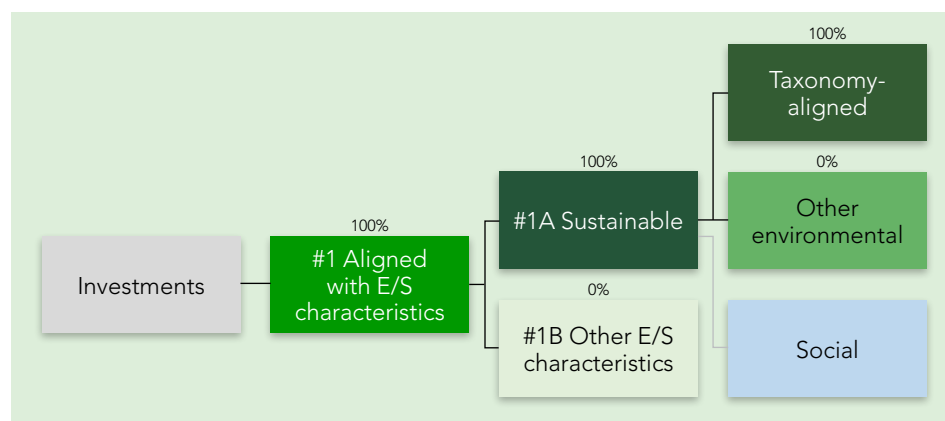 100%
Taxonomy-
aligned
100%
#1A Sustainable
0%
Other
environmental
100%
#1 Aligned
with E/S
characteristics
Investments
0%
#1B Other E/S
characteristics
Social